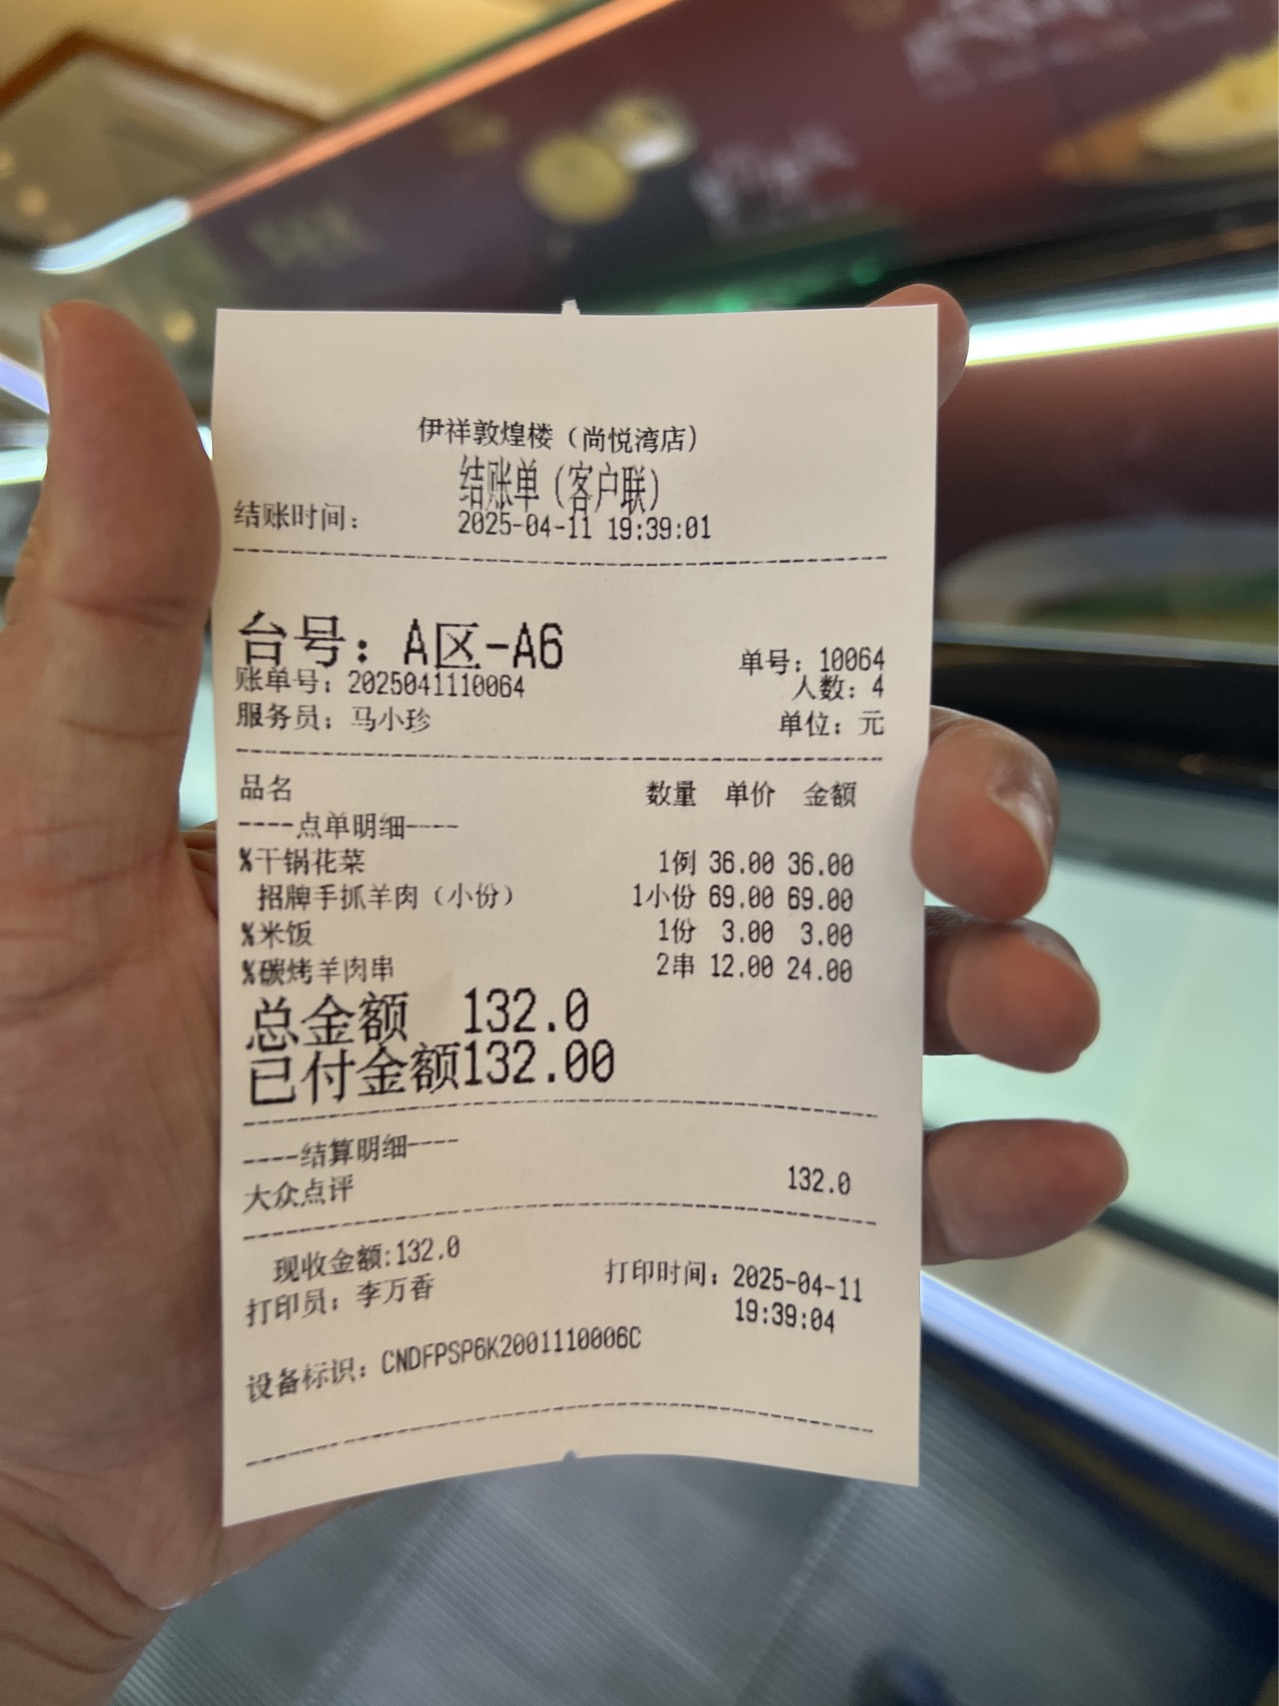 伊祥敦煌楼（尚悦湾店）
结账单（客户联）
结账时间： 2025-04-11 19:39:01
台号：A区-A6
单号：10064
账单号：2025041110064 人数：4
服务员：马小珍 单位：元
品名 数量 单价 金额
----点单明细----
%干锅花菜 1例 36.00 36.00
招牌手抓羊肉（小份） 1小份 69.00 69.00
%米饭 1份 3.00 3.00
%碳烤羊肉串 2串 12.00 24.00
总金额 132.0
已付金额132.00
----结算明细----
大众点评 132.0
现收金额:132.0
打印员：李万香 打印时间：2025-04-11
19:39:04
设备标识：CNDFPSP6K2001110006C